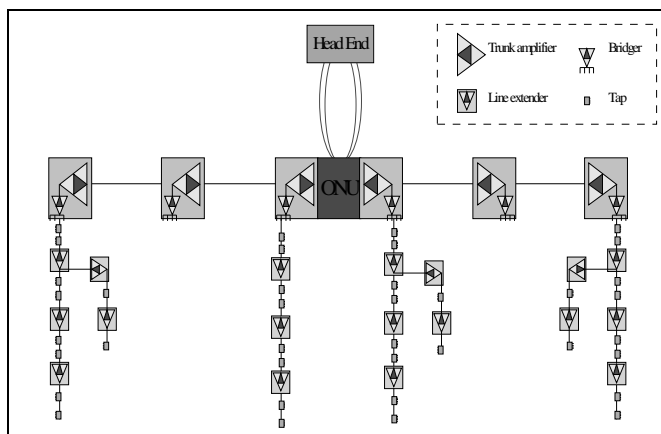 Head End
Trunk amplifier
Bridger
Line extender
Tap
ONU